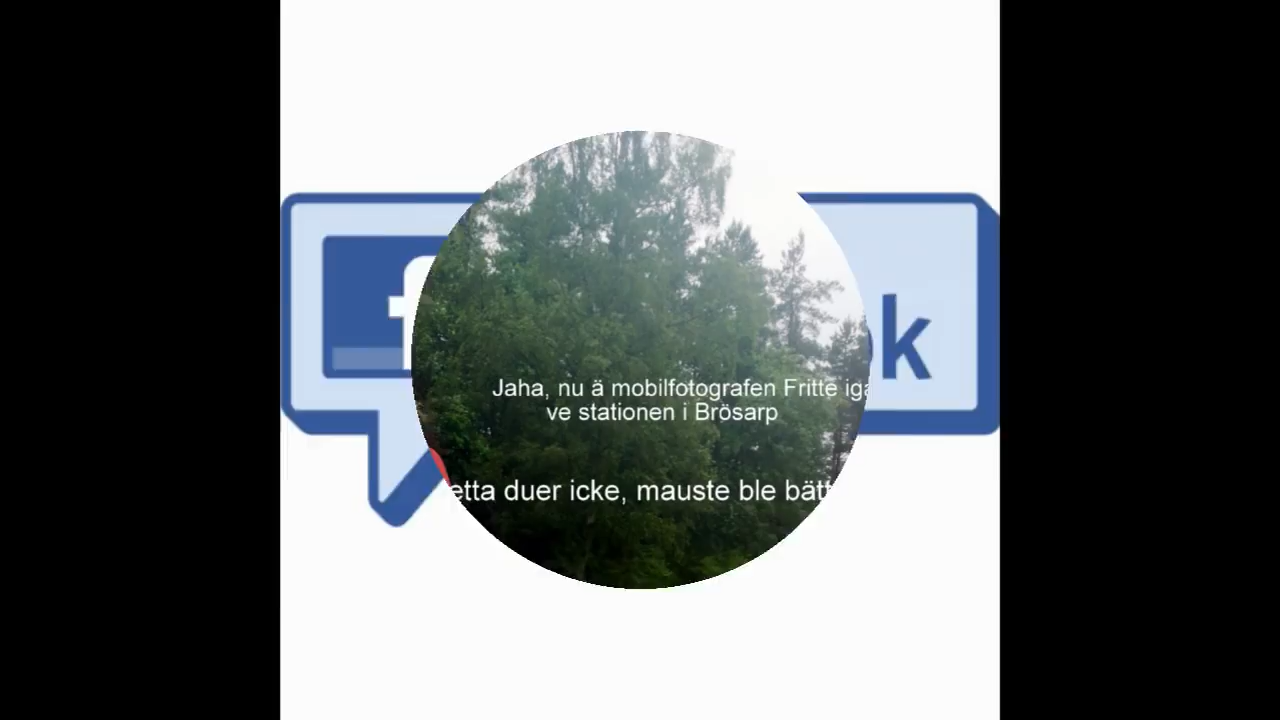 f
k
Jaha, nu ä mobilfotografen Fritte
ve stationen i Brösarp
duer icke, mauste ble